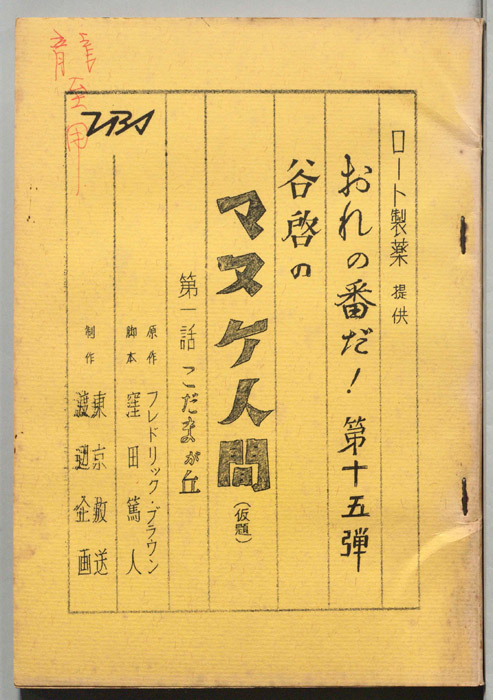 ロート製薬 提供
おれの番だ! 第十五弾
谷啓の
マヌケ人間
(仮題)
第一話 こだまが丘
原作 フレドリック・ブラウン
脚本 窪田篤人
制作 東京放送
渡辺企画
TBS